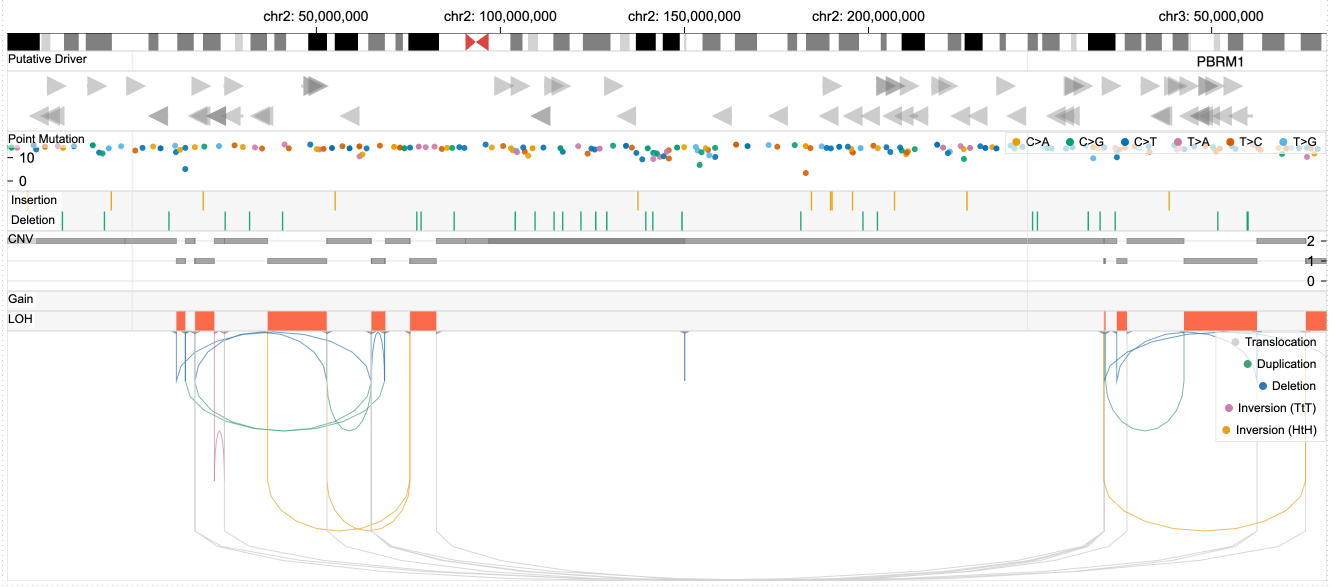 chr2: 50,000,000 chr2: 100,000,000 chr2: 150,000,000 chr2: 200,000,000 chr3: 50,000,000
Putative Driver
PBRM1
Point Mutation
C>A C>G C>T T>A T>C T>G
10
0
Insertion
Deletion
CNV
2
1
0
Gain
LOH
Translocation
Duplication
Deletion
Inversion (TtT)
Inversion (HtH)